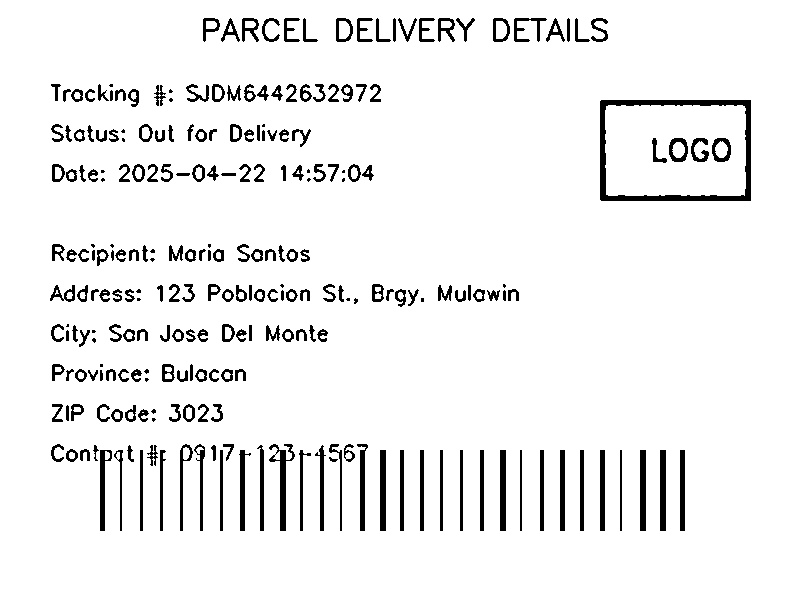 PARCEL DELIVERY DETAILS
Tracking #: SJDM6442632972
Status: Out for Delivery
LOGO
Date: 2025-04-22 14:57:04
Recipient: Maria Santos
Address: 123 Poblacion St., Brgy. Mulawin
City: San Jose Del Monte
Province: Bulacan
ZIP Code: 3023
Contact #: 0917-123-4567